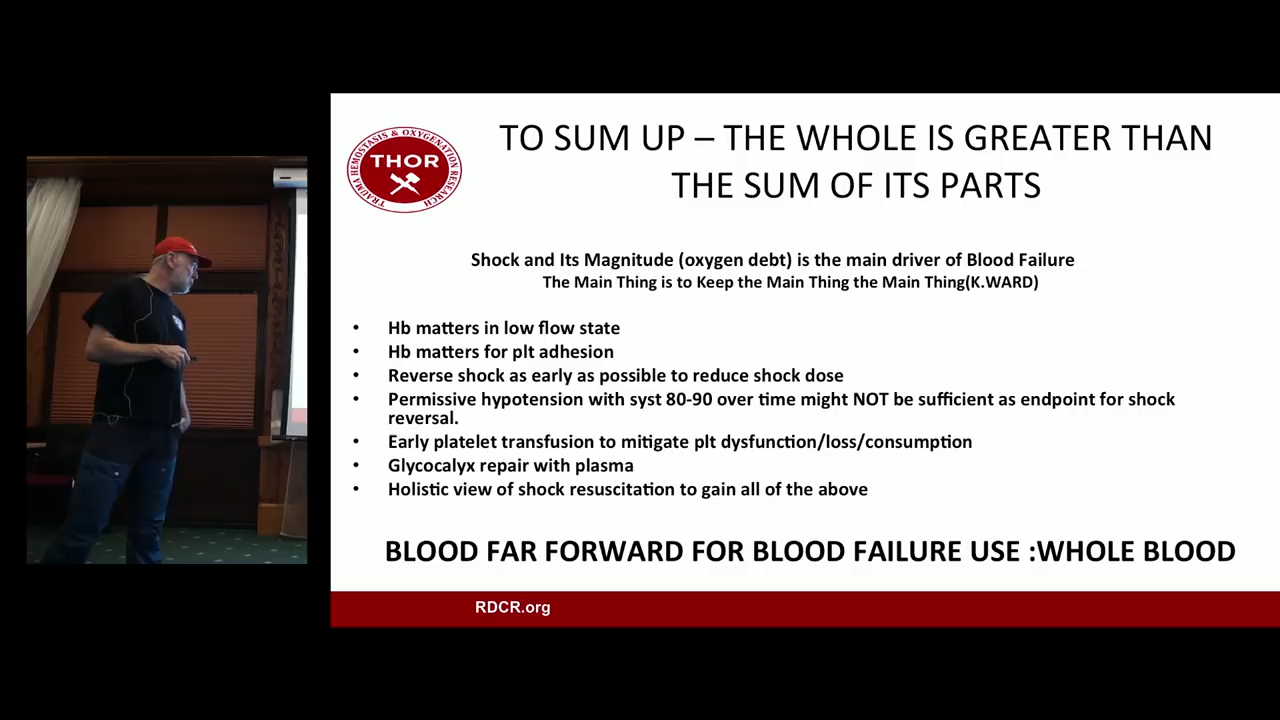 TRAUMA HEMOSTASIS & OXYGENATION RESEARCH
THOR
TO SUM UP – THE WHOLE IS GREATER THAN
THE SUM OF ITS PARTS
Shock and Its Magnitude (oxygen debt) is the main driver of Blood Failure
The Main Thing is to Keep the Main Thing the Main Thing(K.WARD)
• Hb matters in low flow state
• Hb matters for plt adhesion
• Reverse shock as early as possible to reduce shock dose
• Permissive hypotension with syst 80-90 over time might NOT be sufficient as endpoint for shock
reversal.
• Early platelet transfusion to mitigate plt dysfunction/loss/consumption
• Glycocalyx repair with plasma
• Holistic view of shock resuscitation to gain all of the above
BLOOD FAR FORWARD FOR BLOOD FAILURE USE :WHOLE BLOOD
RDCR.org